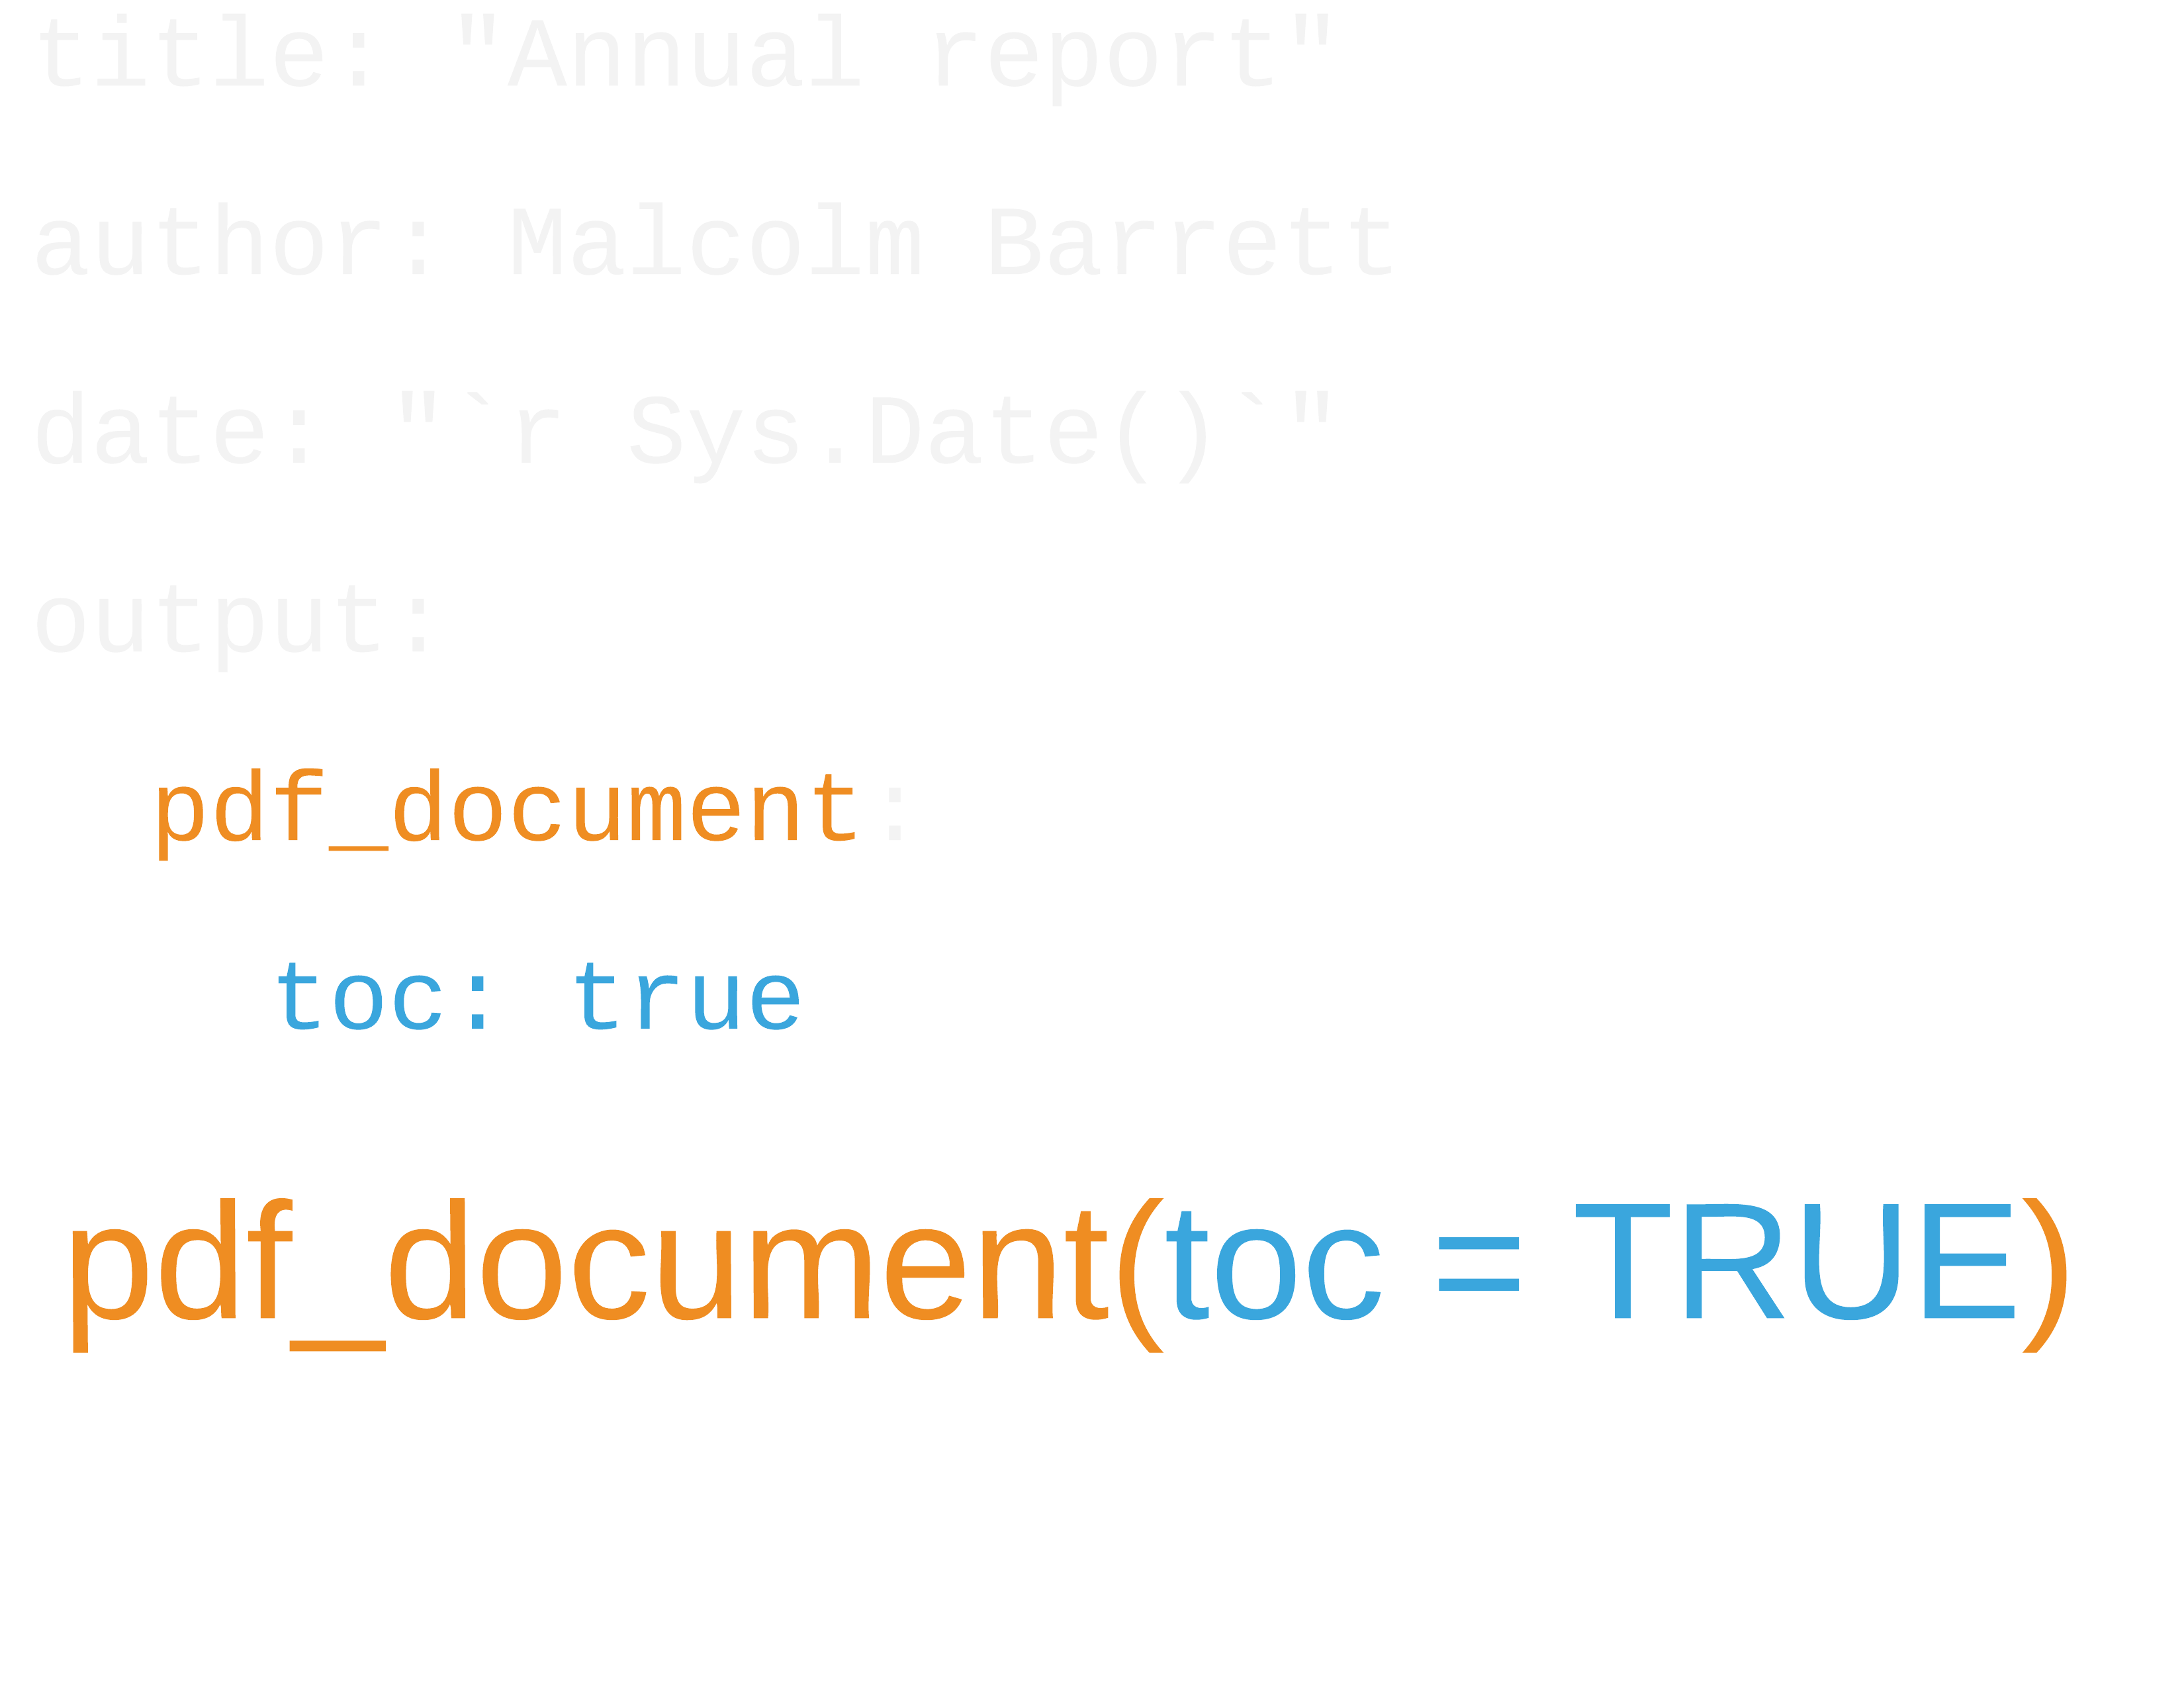 title: "Annual report"
author: Malcolm Barrett
date: "`r Sys.Date()`"
output:
  pdf_document:
    toc: true
pdf_document(toc = TRUE)